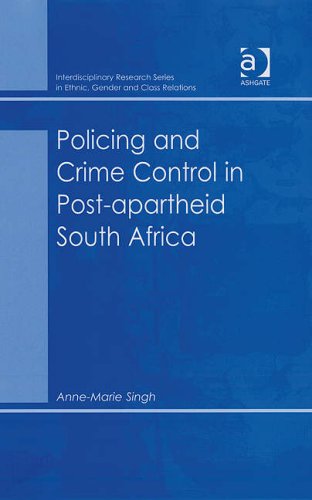 Interdisciplinary Research Series
in Ethnic, Gender and Class Relations
a
ASHGATE
Policing and
Crime Control in
Post-apartheid
South Africa
Anne-Marie Singh